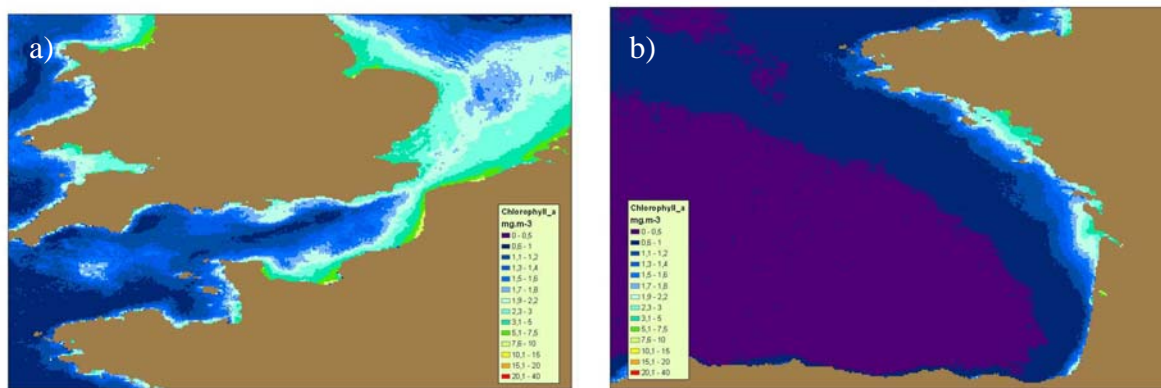 a)
Chlorophyll_a
mg.m-3
0 - 0,5
0,6 - 1
1,1 - 1,2
1,3 - 1,4
1,5 - 1,6
1,7 - 1,8
1,9 - 2,2
2,3 - 3
3,1 - 5
5,1 - 7,5
7,6 - 10
10,1 - 15
15,1 - 20
20,1 - 40
b)
Chlorophyll_a
mg.m-3
0 - 0,5
0,6 - 1
1,1 - 1,2
1,3 - 1,4
1,5 - 1,6
1,7 - 1,8
1,9 - 2,2
2,3 - 3
3,1 - 5
5,1 - 7,5
7,6 - 10
10,1 - 15
15,1 - 20
20,1 - 40